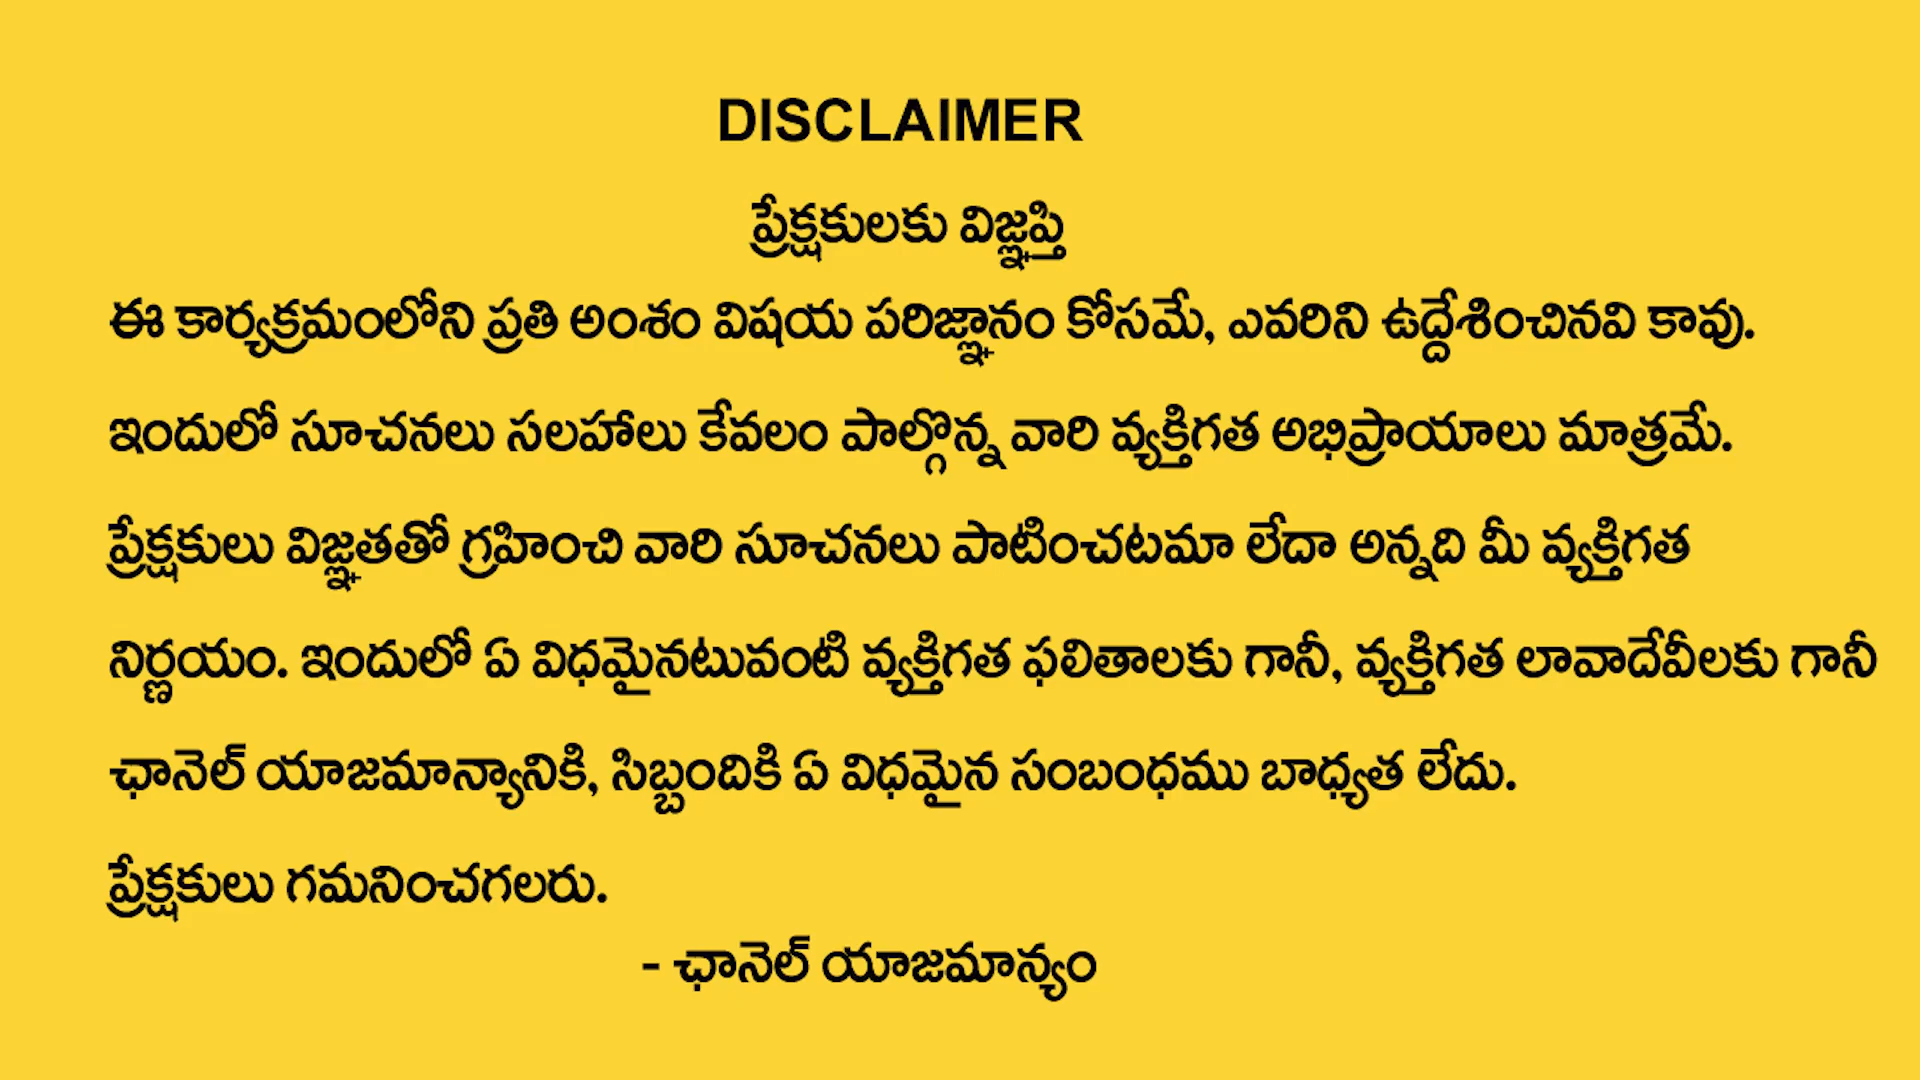 DISCLAIMER
ప్రేక్షకులకు విజ్ఞప్తి
ఈ కార్యక్రమంలోని ప్రతి అంశం విషయ పరిజ్ఞానం కోసమే, ఎవరిని ఉద్దేశించినవి కావు.
ఇందులో సూచనలు సలహాలు కేవలం పాల్గొన్న వారి వ్యక్తిగత అభిప్రాయాలు మాత్రమే.
ప్రేక్షకులు విజ్ఞతతో గ్రహించి వారి సూచనలు పాటించటమా లేదా అన్నది మీ వ్యక్తిగత
నిర్ణయం. ఇందులో ఏ విధమైనటువంటి వ్యక్తిగత ఫలితాలకు గానీ, వ్యక్తిగత లావాదేవీలకు గానీ
ఛానెల్ యాజమాన్యానికి, సిబ్బందికి ఏ విధమైన సంబంధము బాధ్యత లేదు.
ప్రేక్షకులు గమనించగలరు.
- ఛానెల్ యాజమాన్యం